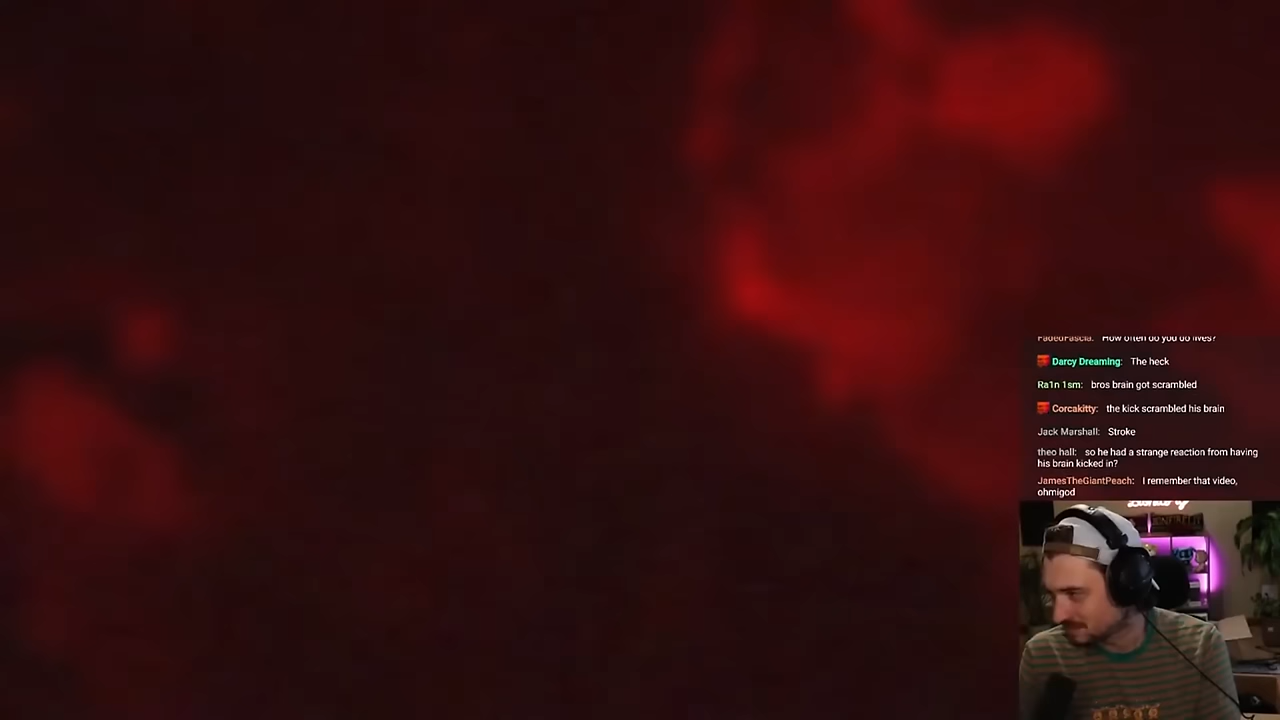 FadedFascia: How often do you do lives?
Darcy Dreaming: The heck
Ra1n 1sm: bros brain got scrambled
Corcakitty: the kick scrambled his brain
Jack Marshall: Stroke
theo hall: so he had a strange reaction from having
his brain kicked in?
JamesTheGiantPeach: I remember that video,
ohmigod